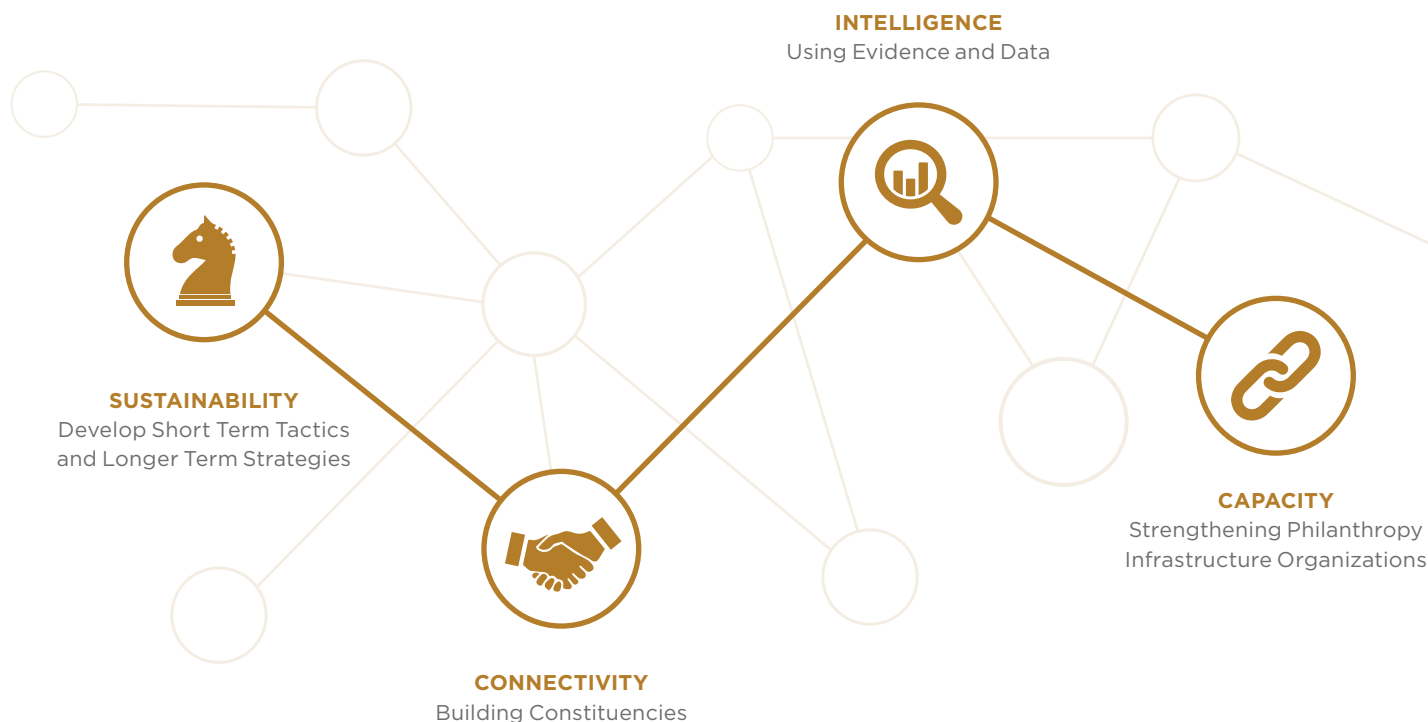 INTELLIGENCE
Using Evidence and Data
SUSTAINABILITY
Develop Short Term Tactics
and Longer Term Strategies
CAPACITY
Strengthening Philanthropy
Infrastructure Organizations
CONNECTIVITY
Building Constituencies